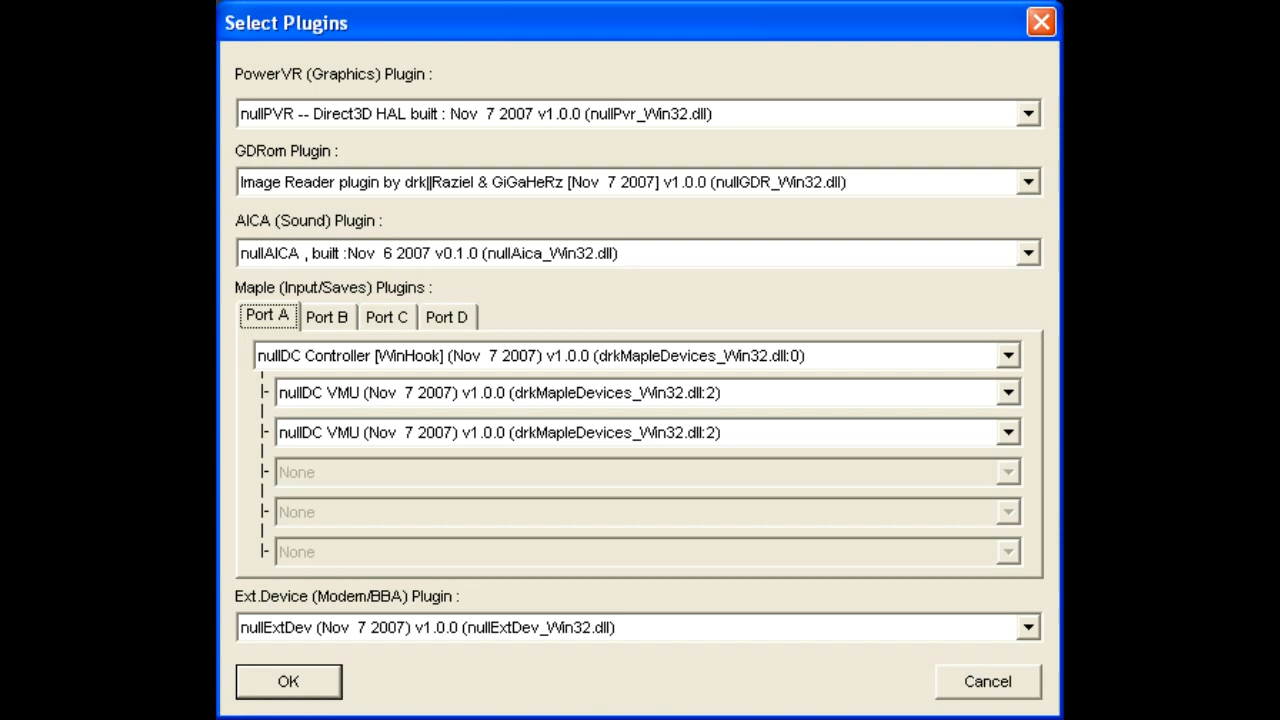 Select Plugins
PowerVR (Graphics) Plugin :
nullPVR -- Direct3D HAL built : Nov  7 2007 v1.0.0 (nullPvr_Win32.dll)
GDRom Plugin :
Image Reader plugin by drk||Raziel & GiGaHeRz [Nov  7 2007] v1.0.0 (nullGDR_Win32.dll)
AICA (Sound) Plugin :
nullAICA , built :Nov  6 2007 v0.1.0 (nullAica_Win32.dll)
Maple (Input/Saves) Plugins :
Port A Port B Port C Port D
nullDC Controller [WinHook] (Nov  7 2007) v1.0.0 (drkMapleDevices_Win32.dll:0)
nullDC VMU (Nov  7 2007) v1.0.0 (drkMapleDevices_Win32.dll:2)
nullDC VMU (Nov  7 2007) v1.0.0 (drkMapleDevices_Win32.dll:2)
None
None
None
Ext.Device (Modem/BBA) Plugin :
nullExtDev (Nov  7 2007) v1.0.0 (nullExtDev_Win32.dll)
OK Cancel